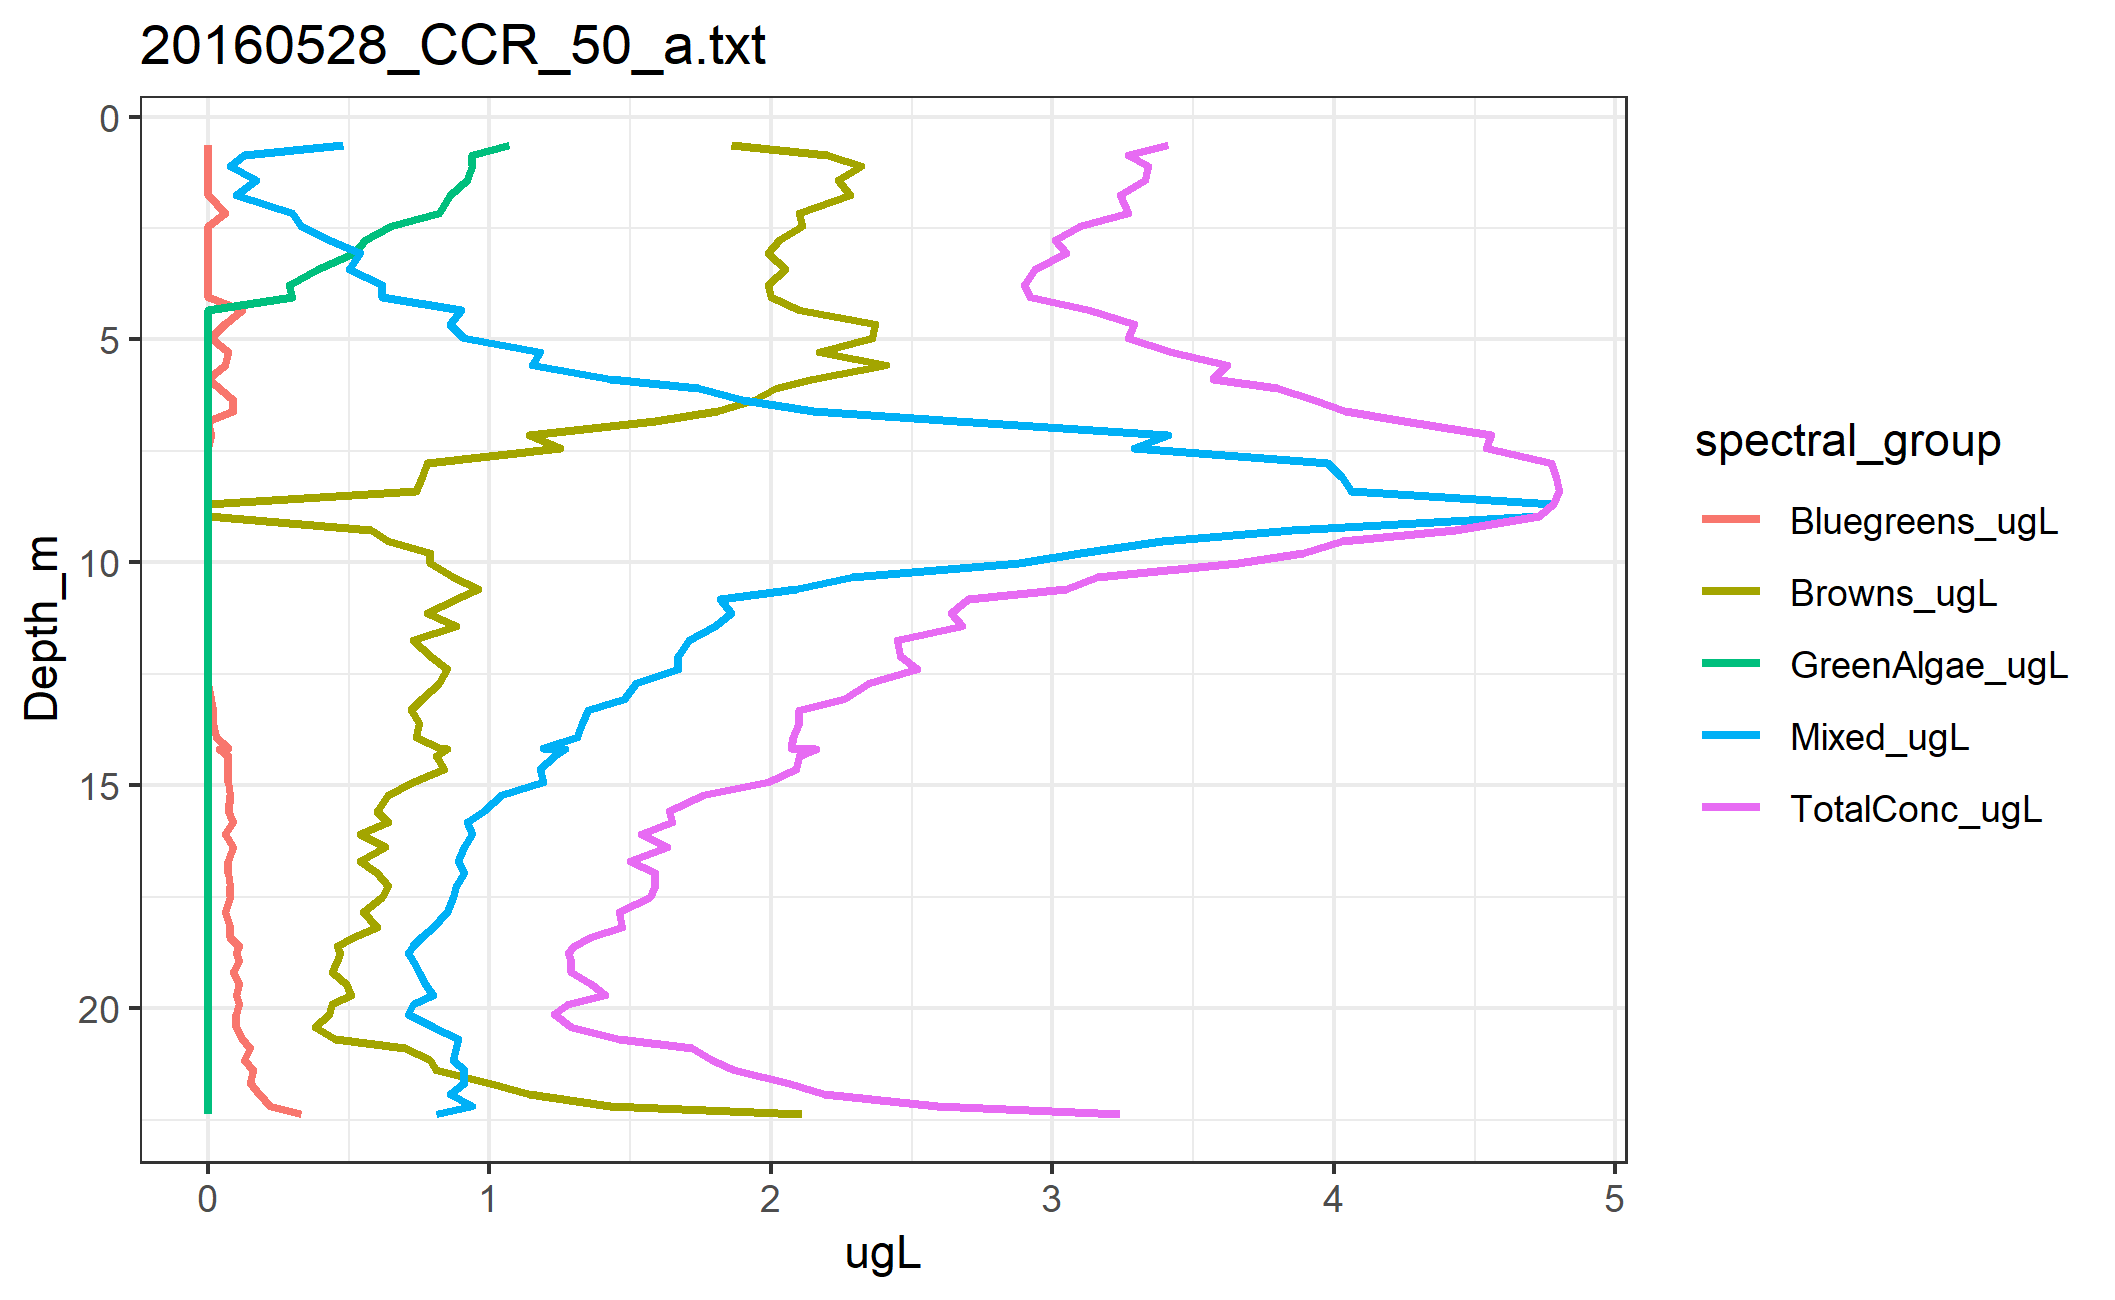 20160528_CCR_50_a.txt
0
5
10
15
20
Depth_m
0 1 2 3 4 5
ugL
spectral_group
Bluegreens_ugL
Browns_ugL
GreenAlgae_ugL
Mixed_ugL
TotalConc_ugL